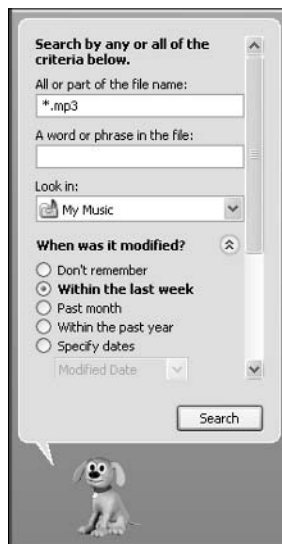 Search by any or all of the
criteria below.
All or part of the file name:
*.mp3
A word or phrase in the file:
Look in:
My Music
When was it modified?
Don't remember
Within the last week
Past month
Within the past year
Specify dates
Modified Date
Search